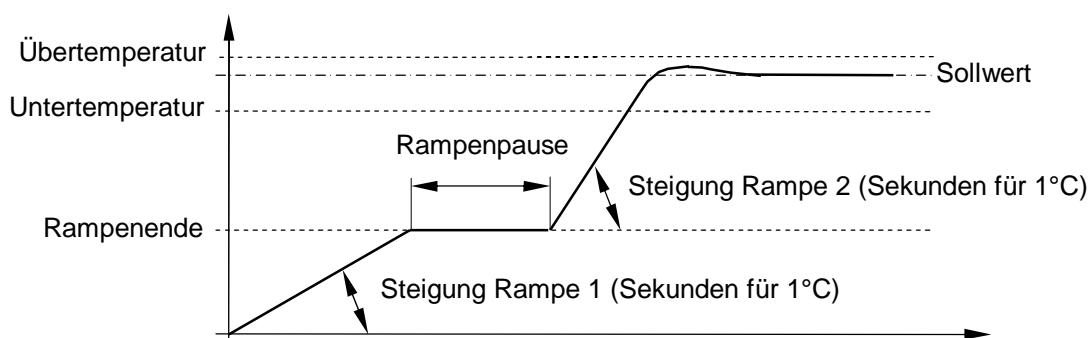 Übertemperatur
Sollwert
Untertemperatur
Rampenpause
Steigung Rampe 2 (Sekunden für 1°C)
Rampenende
Steigung Rampe 1 (Sekunden für 1°C)